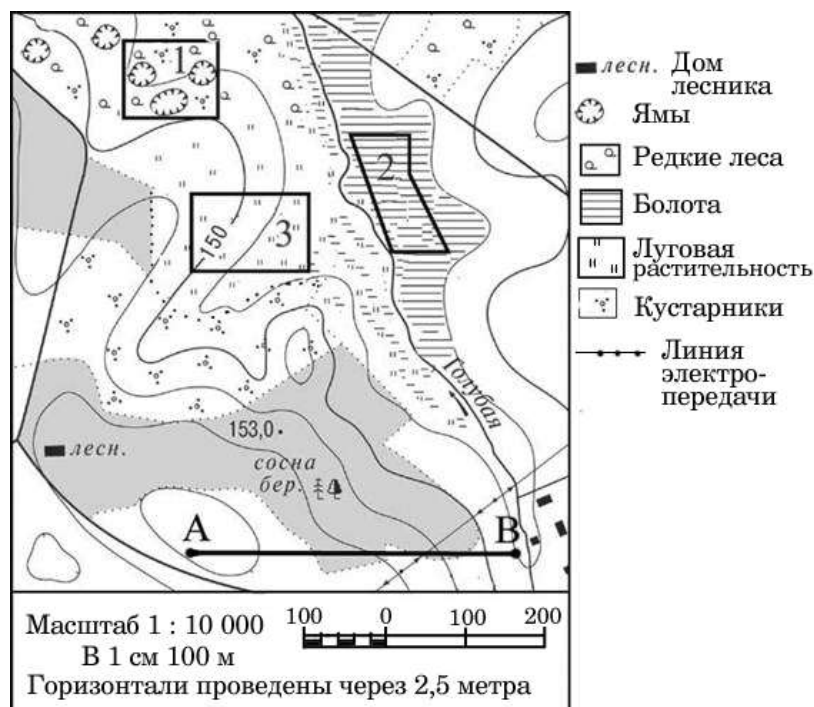 1
2
3
150
153,0
лесн.
сосна
бер.
Голубая
А
В
лесн. Дом
лесника
Ямы
Редкие леса
Болота
Луговая
растительность
Кустарники
Линия
электро-
передачи
Масштаб 1 : 10 000
В 1 см 100 м
100 0 100 200
Горизонтали проведены через 2,5 метра